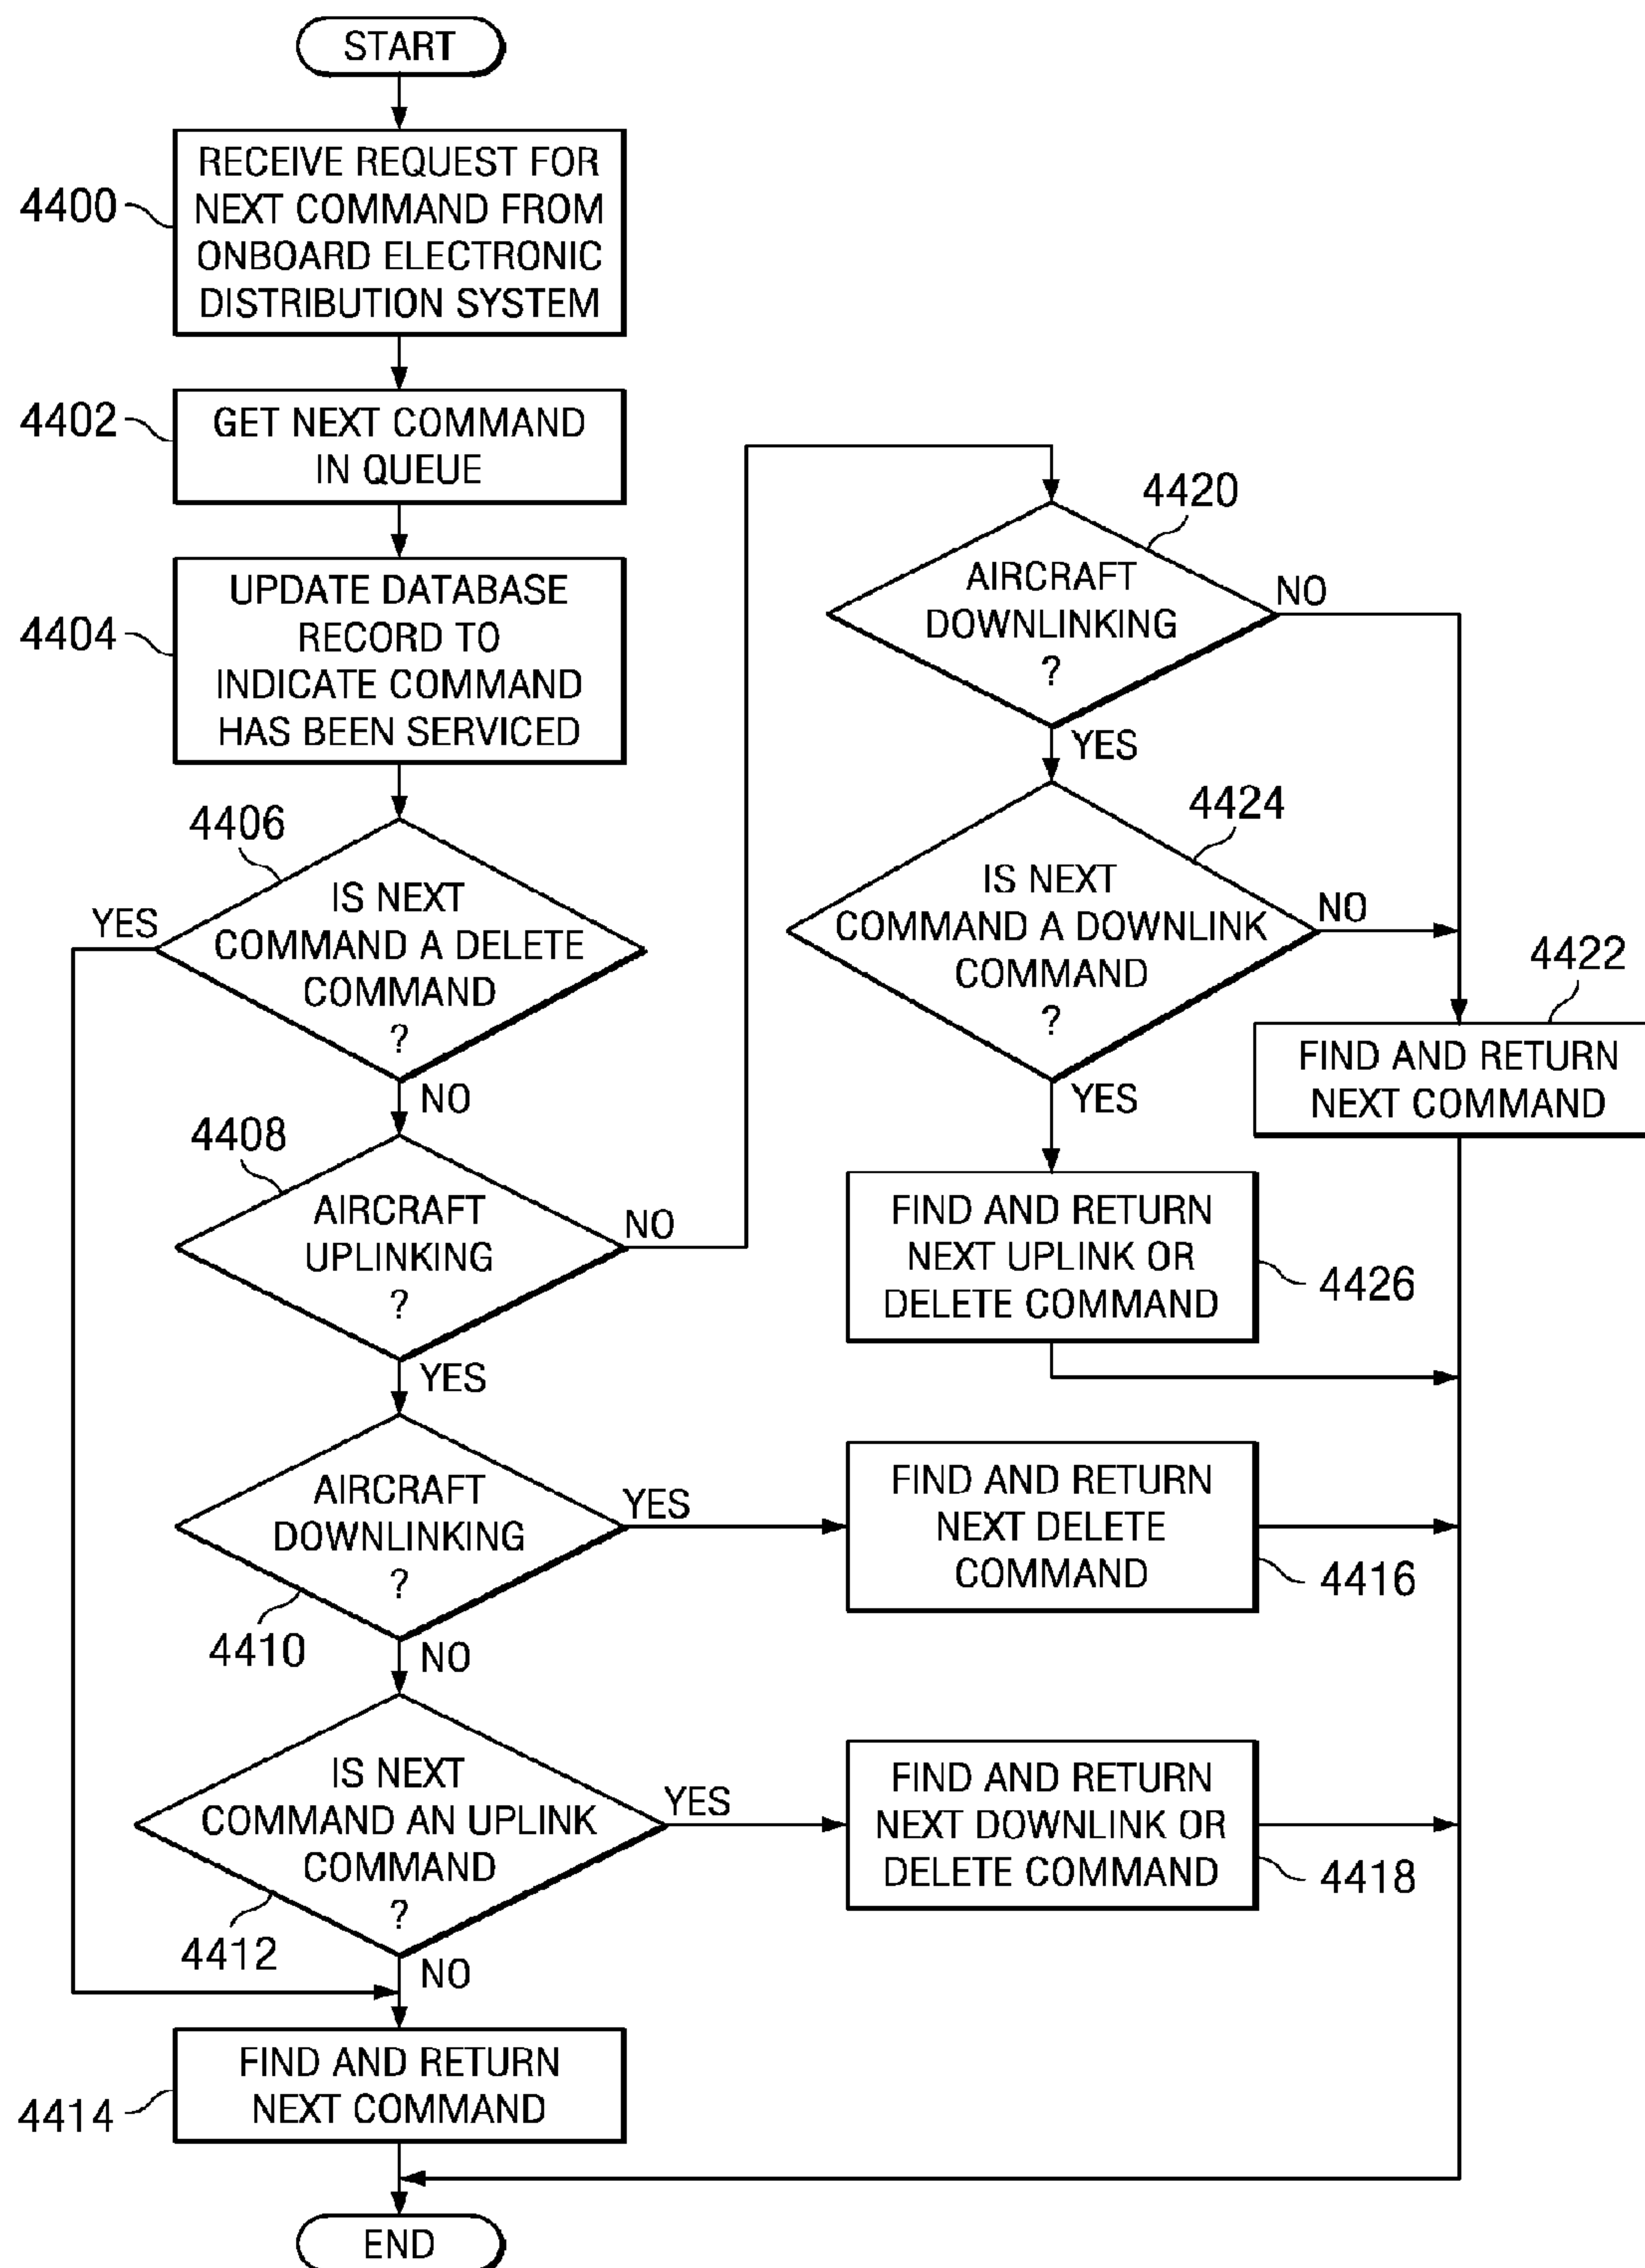 START
4400
RECEIVE REQUEST FOR
NEXT COMMAND FROM
ONBOARD ELECTRONIC
DISTRIBUTION SYSTEM
4402
GET NEXT COMMAND
IN QUEUE
4404
UPDATE DATABASE
RECORD TO
INDICATE COMMAND
HAS BEEN SERVICED
4406
IS NEXT
COMMAND A DELETE
COMMAND
?
YES
NO
4408
AIRCRAFT
UPLINKING
?
NO
YES
AIRCRAFT
DOWNLINKING
?
YES
4410
NO
IS NEXT
COMMAND AN UPLINK
COMMAND
?
YES
4412
NO
4414
FIND AND RETURN
NEXT COMMAND
END
4420
AIRCRAFT
DOWNLINKING
?
NO
YES
4424
IS NEXT
COMMAND A DOWNLINK
COMMAND
?
NO
YES
4422
FIND AND RETURN
NEXT COMMAND
FIND AND RETURN
NEXT UPLINK OR
DELETE COMMAND
4426
FIND AND RETURN
NEXT DELETE
COMMAND
4416
FIND AND RETURN
NEXT DOWNLINK OR
DELETE COMMAND
4418